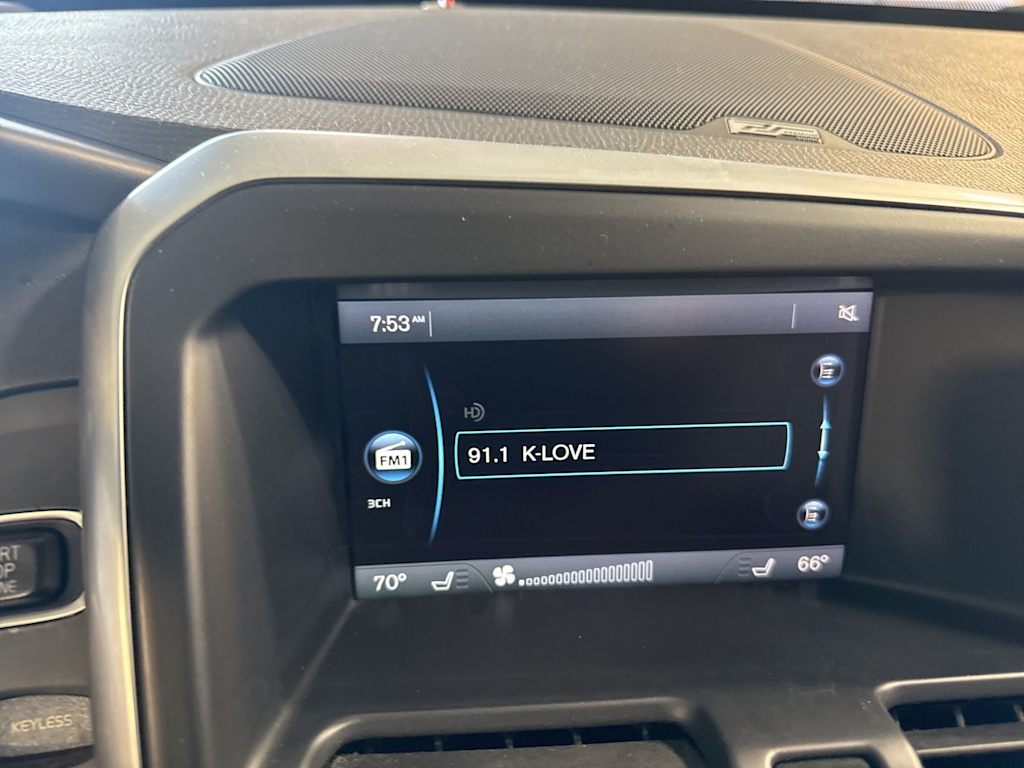 7:53 AM
HD
91.1 K-LOVE
FM1
3CH
70°
66°
KEYLESS